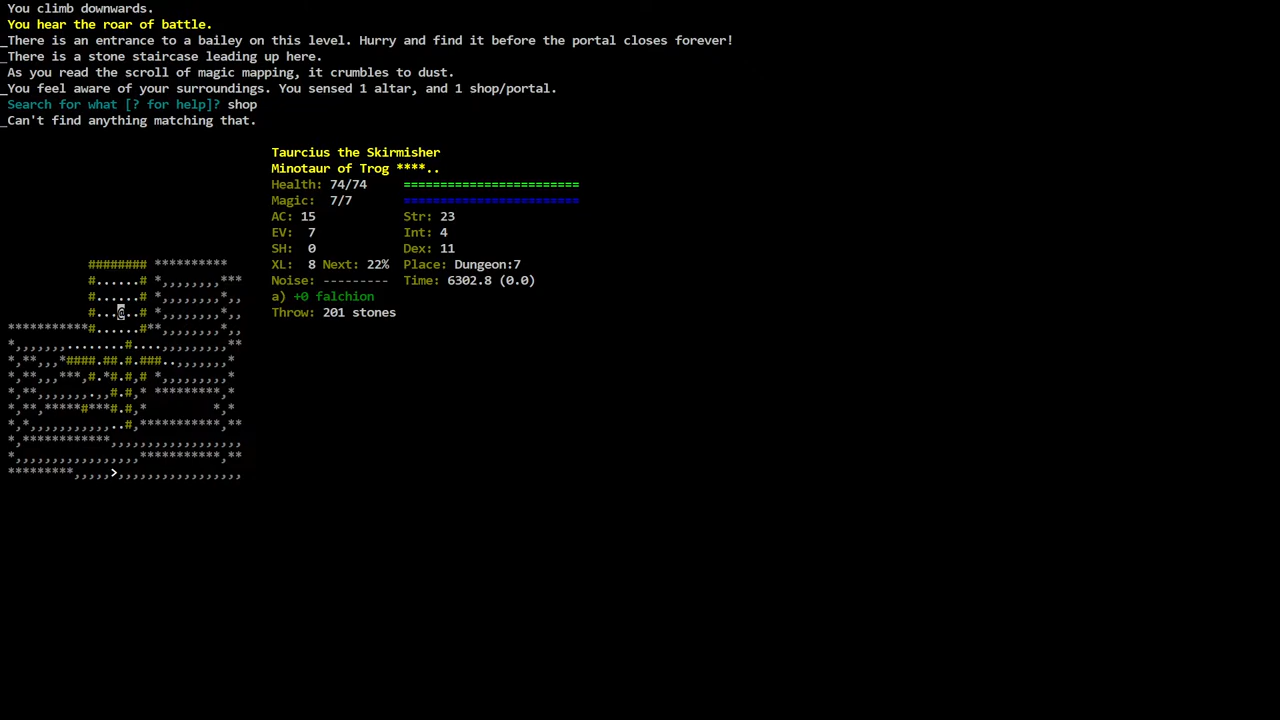 You climb downwards.
You hear the roar of battle.
_There is an entrance to a bailey on this level. Hurry and find it before the portal closes forever!
_There is a stone staircase leading up here.
As you read the scroll of magic mapping, it crumbles to dust.
_You feel aware of your surroundings. You sensed 1 altar, and 1 shop/portal.
Search for what [? for help]? shop
_Can't find anything matching that.
Taurcius the Skirmisher
Minotaur of Trog ****..
Health: 74/74 ========================
Magic: 7/7 ========================
AC: 15 Str: 23
EV: 7 Int: 4
SH: 0 Dex: 11
XL: 8 Next: 22% Place: Dungeon:7
Noise: --------- Time: 6302.8 (0.0)
a) +0 falchion
Throw: 201 stones
######## **********
#......# *,,,,,,,,***
#......# *,,,,,,,*,,
#...@..# *,,,,,,,*,,
***********#......#**,,,,,,,*,,
*,,,,,,,........#....,,,,,,,,,**
*,**,,,*####.##.#.###..,,,,,,,*
*,**,,,***,#.*#.#,# *,,,,,,,,,*
*,**,,,,,,,.,,#.#,* *********,*
*,**,*****#***#.#,* *,*
*,*,,,,,,,,,,,..#,***********,**
*,************,,,,,,,,,,,,,,,,,,
*,,,,,,,,,,,,,,,,,***********,**
*********,,,,,>,,,,,,,,,,,,,,,,,